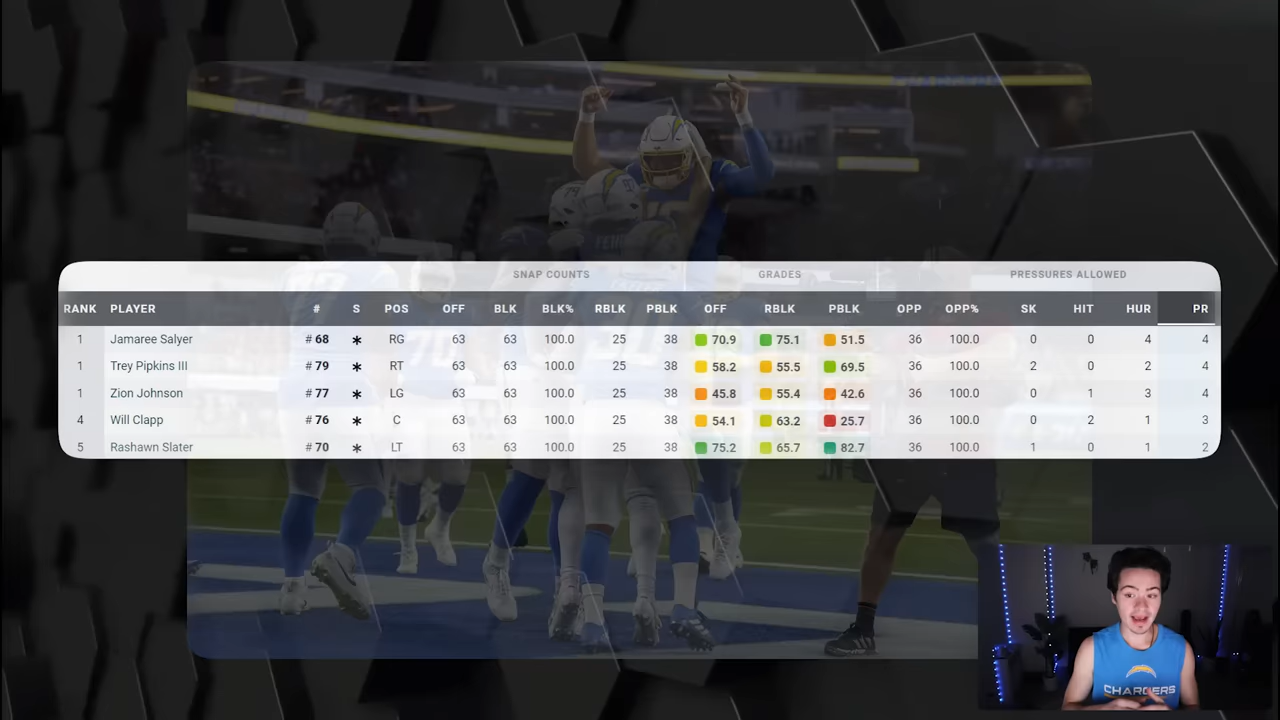 SNAP COUNTS GRADES PRESSURES ALLOWED
RANK PLAYER # S POS OFF BLK BLK% RBLK PBLK OFF RBLK PBLK OPP OPP% SK HIT HUR PR
1 Jamaree Salyer #68 * RG 63 63 100.0 25 38 70.9 75.1 51.5 36 100.0 0 0 4 4
1 Trey Pipkins III #79 * RT 63 63 100.0 25 38 58.2 55.5 69.5 36 100.0 2 0 2 4
1 Zion Johnson #77 * LG 63 63 100.0 25 38 45.8 55.4 42.6 36 100.0 0 1 3 4
4 Will Clapp #76 * C 63 63 100.0 25 38 54.1 63.2 25.7 36 100.0 0 2 1 3
5 Rashawn Slater #70 * LT 63 63 100.0 25 38 75.2 65.7 82.7 36 100.0 1 0 1 2
CHARGERS